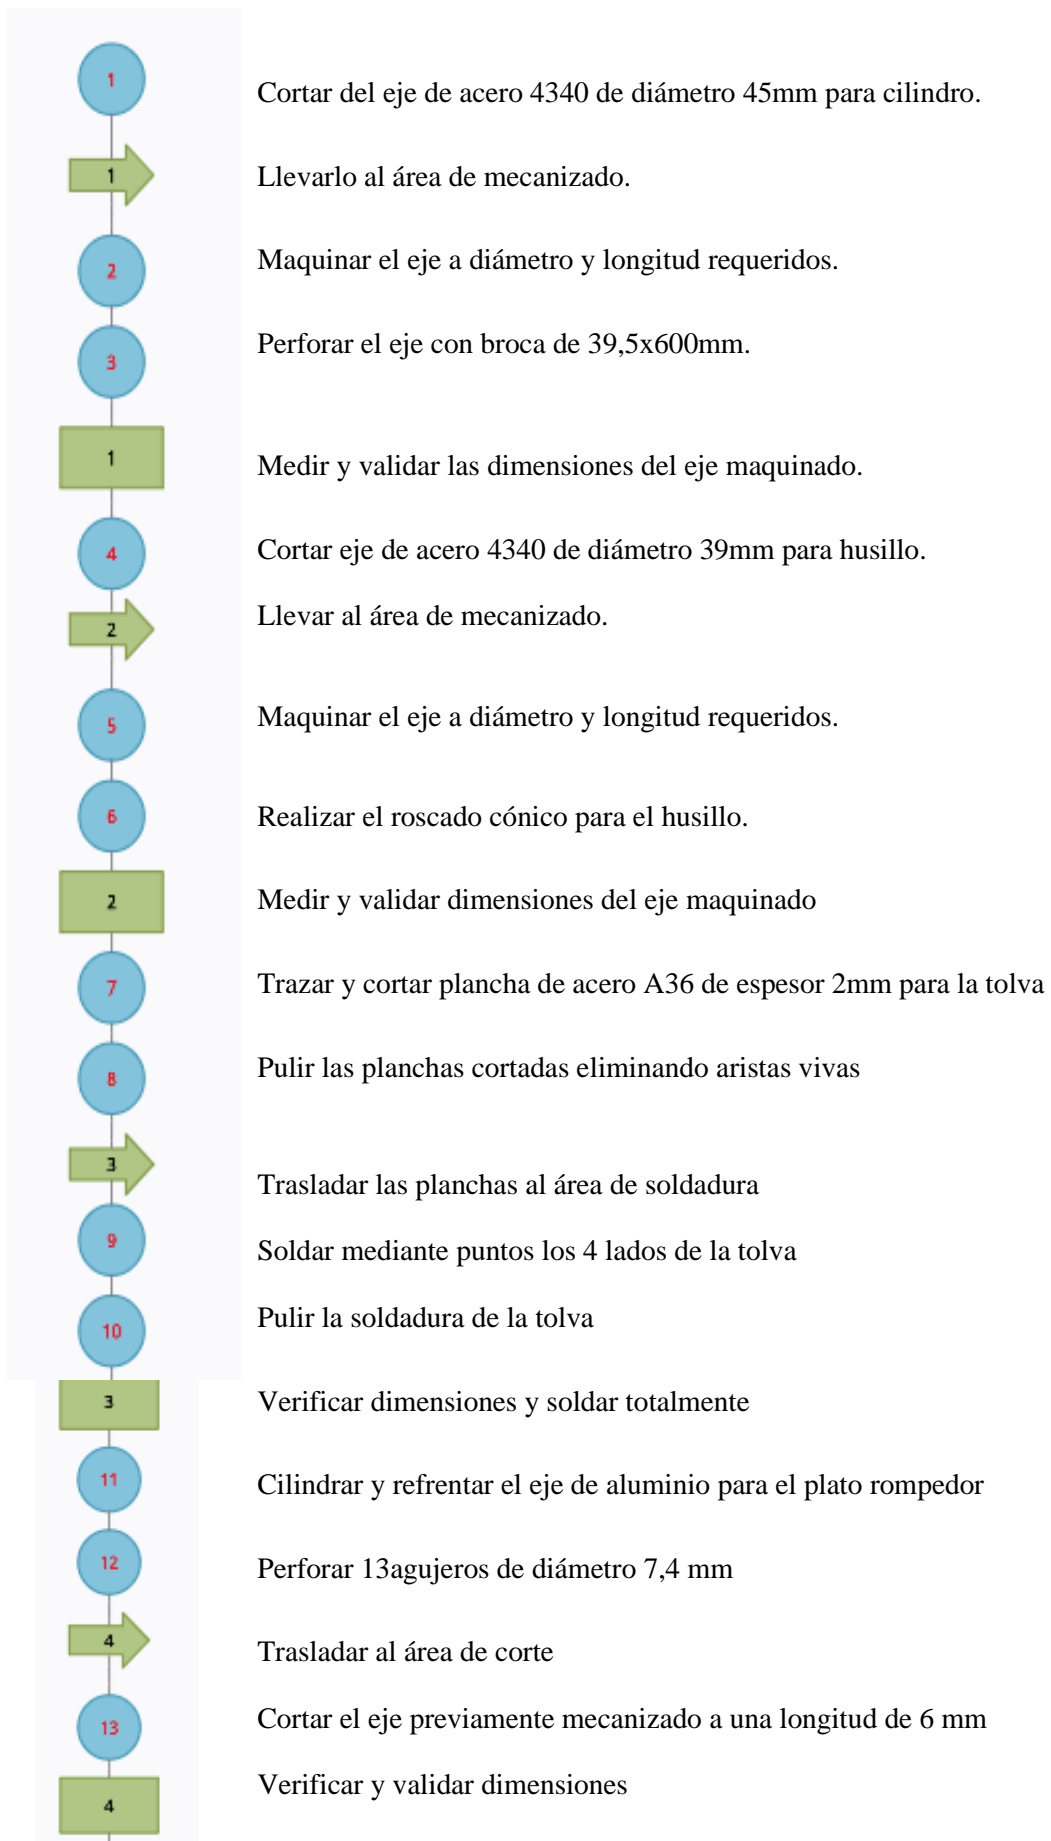 1 Cortar del eje de acero 4340 de diámetro 45mm para cilindro.
1 Llevarlo al área de mecanizado.
2 Maquinar el eje a diámetro y longitud requeridos.
3 Perforar el eje con broca de 39,5x600mm.
1 Medir y validar las dimensiones del eje maquinado.
4 Cortar eje de acero 4340 de diámetro 39mm para husillo.
2 Llevar al área de mecanizado.
5 Maquinar el eje a diámetro y longitud requeridos.
6 Realizar el roscado cónico para el husillo.
2 Medir y validar dimensiones del eje maquinado
7 Trazar y cortar plancha de acero A36 de espesor 2mm para la tolva
8 Pulir las planchas cortadas eliminando aristas vivas
3 Trasladar las planchas al área de soldadura
9 Soldar mediante puntos los 4 lados de la tolva
10 Pulir la soldadura de la tolva
3 Verificar dimensiones y soldar totalmente
11 Cilindrar y refrentar el eje de aluminio para el plato rompedor
12 Perforar 13agujeros de diámetro 7,4 mm
4 Trasladar al área de corte
13 Cortar el eje previamente mecanizado a una longitud de 6 mm
4 Verificar y validar dimensiones